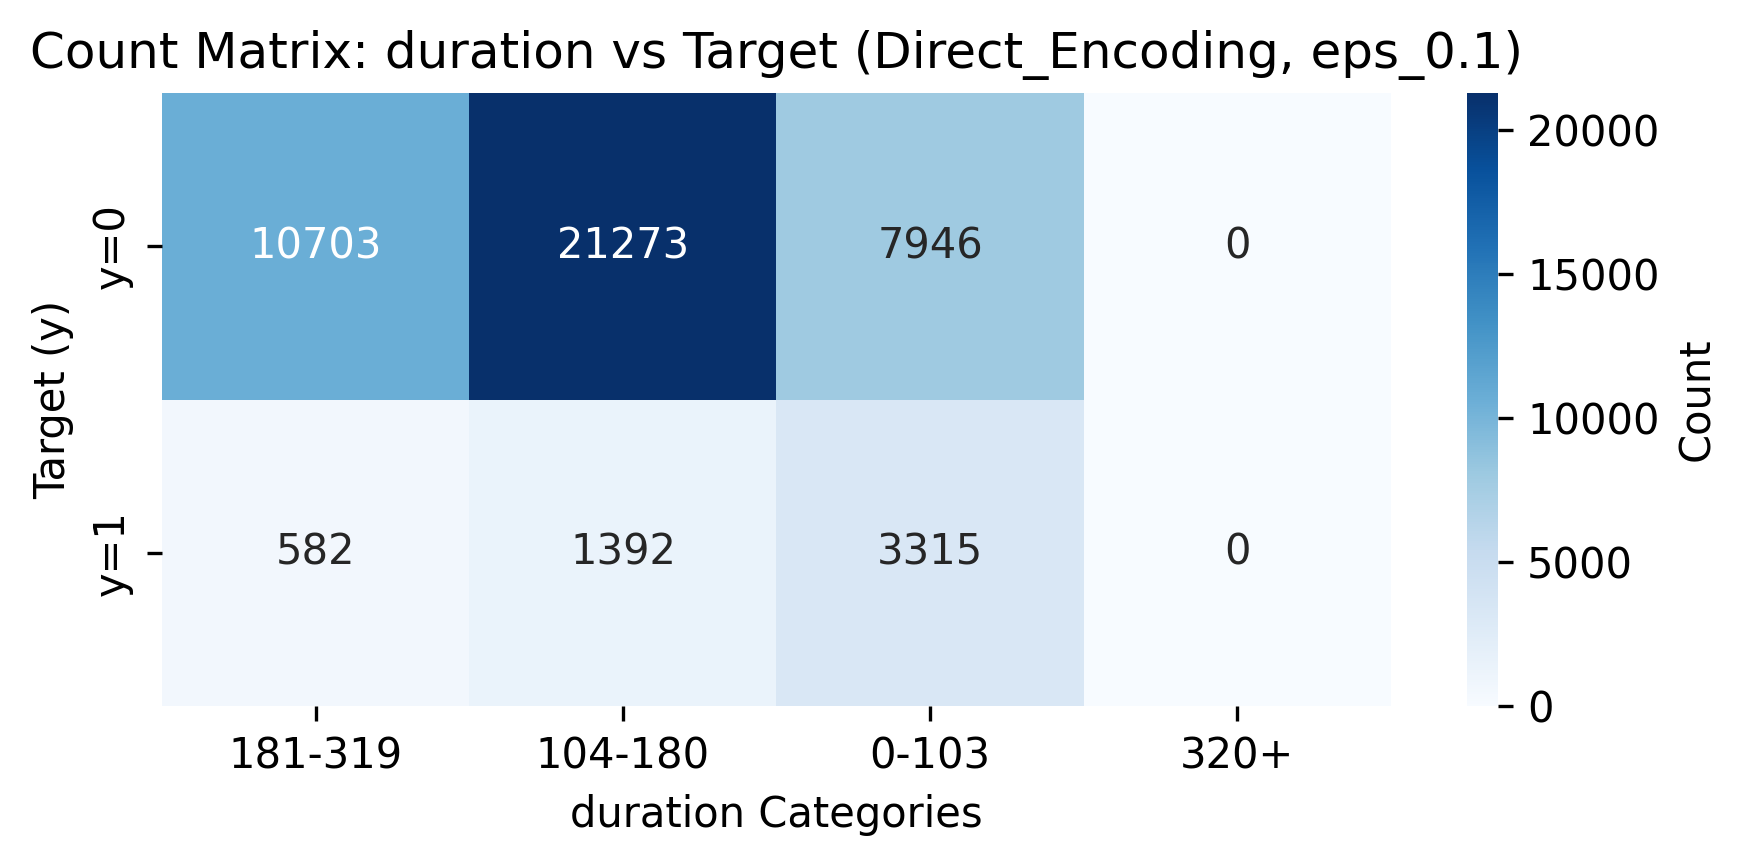 Count Matrix: duration vs Target (Direct_Encoding, eps_0.1)
Target (y)
y=0
10703 21273 7946 0
y=1
582 1392 3315 0
181-319 104-180 0-103 320+
duration Categories
20000
15000
10000
5000
0
Count